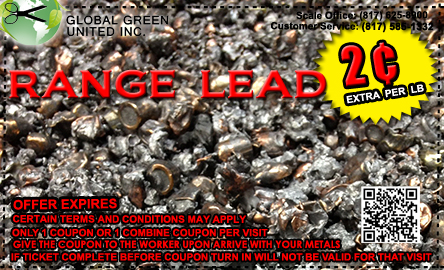 GLOBAL GREEN
UNITED INC.
Scale Office: (817) 625-8900
Customer Service: (817) 586-1332
RANGE LEAD
2¢
EXTRA PER LB
OFFER EXPIRES
CERTAIN TERMS AND CONDITIONS MAY APPLY
ONLY 1 COUPON OR 1 COMBINE COUPON PER VISIT
GIVE THE COUPON TO THE WORKER UPON ARRIVE WITH YOUR METALS
IF TICKET COMPLETE BEFORE COUPON TURN IN WILL NOT BE VALID FOR THAT VISIT